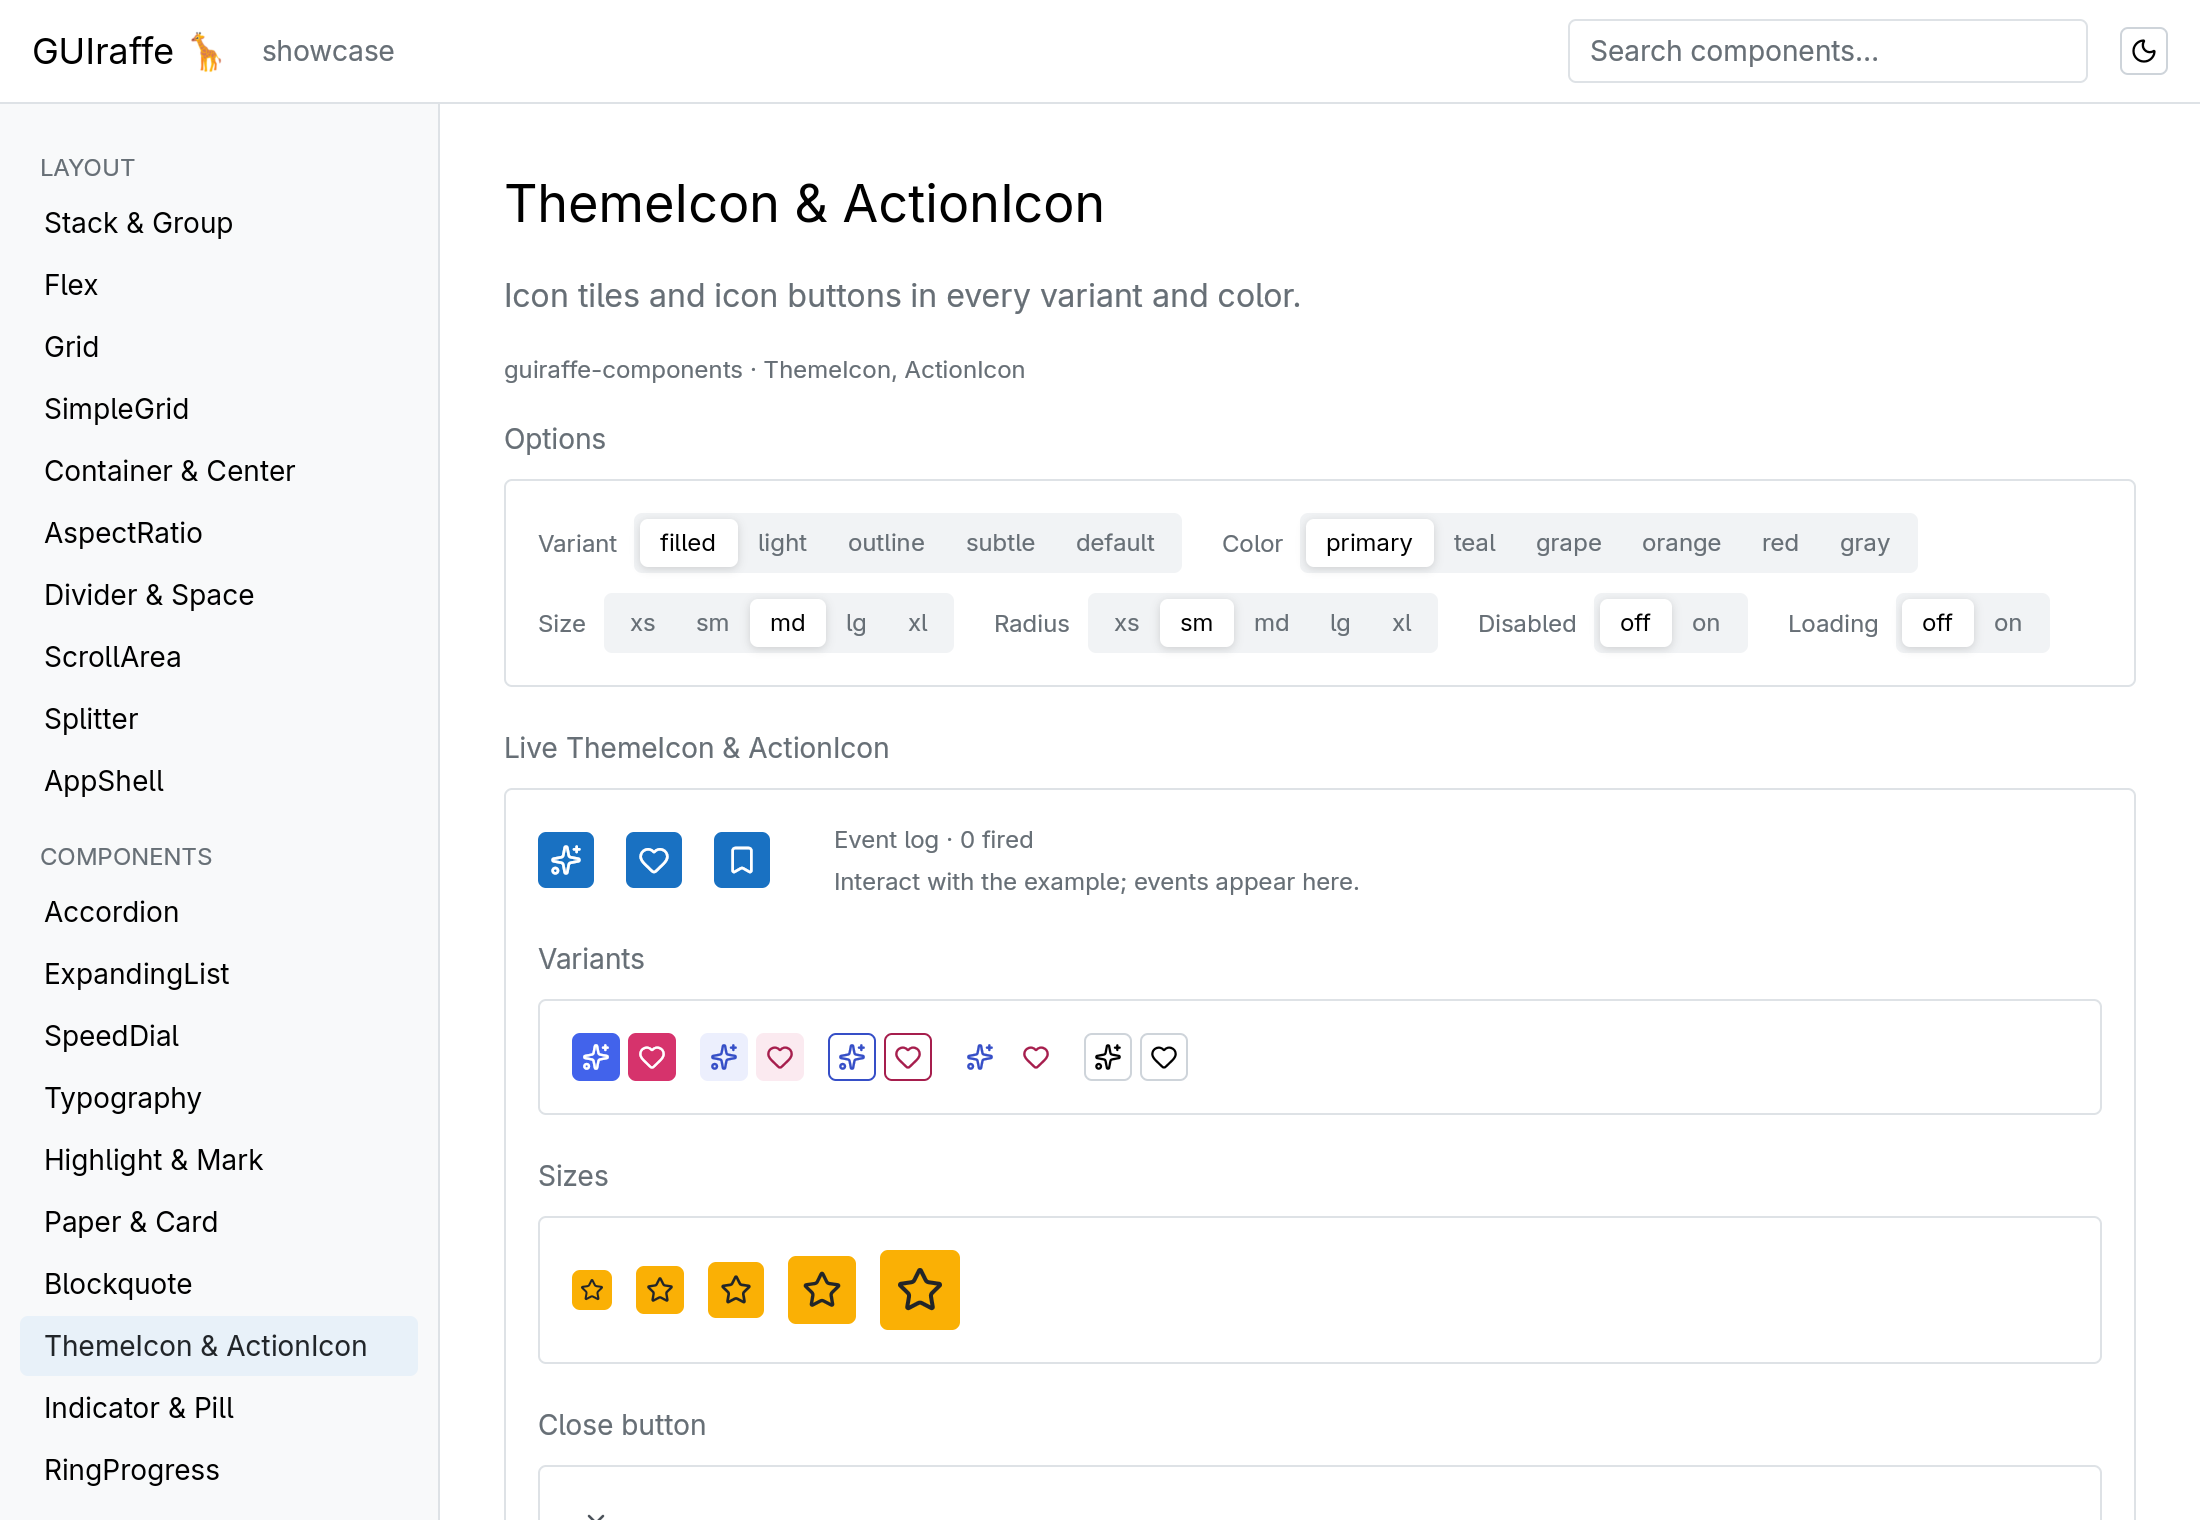 GUIraffe 🦒 showcase Search components...
LAYOUT
Stack & Group
Flex
Grid
SimpleGrid
Container & Center
AspectRatio
Divider & Space
ScrollArea
Splitter
AppShell
COMPONENTS
Accordion
ExpandingList
SpeedDial
Typography
Highlight & Mark
Paper & Card
Blockquote
ThemeIcon & ActionIcon
Indicator & Pill
RingProgress
ThemeIcon & ActionIcon
Icon tiles and icon buttons in every variant and color.
guiraffe-components · ThemeIcon, ActionIcon
Options
Variant filled light outline subtle default Color primary teal grape orange red gray
Size xs sm md lg xl Radius xs sm md lg xl Disabled off on Loading off on
Live ThemeIcon & ActionIcon
Event log · 0 fired
Interact with the example; events appear here.
Variants
Sizes
Close button